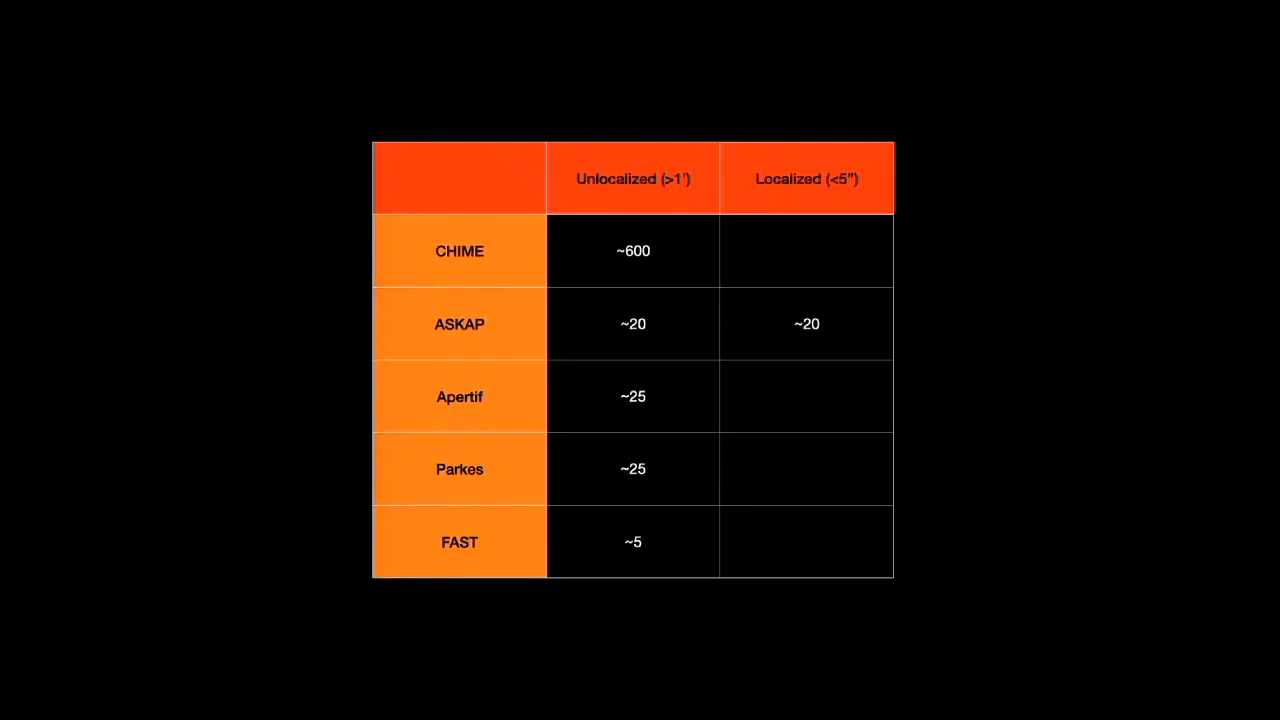 Unlocalized (>1') Localized (<5")
CHIME ~600
ASKAP ~20 ~20
Apertif ~25
Parkes ~25
FAST ~5